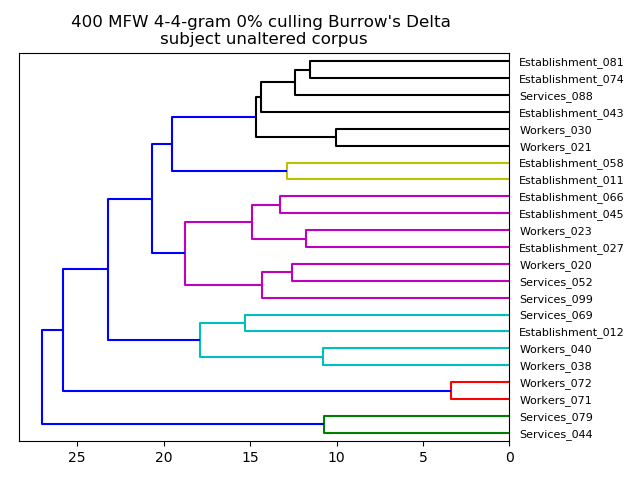 400 MFW 4-4-gram 0% culling Burrow's Delta
subject unaltered corpus
Establishment_081
Establishment_074
Services_088
Establishment_043
Workers_030
Workers_021
Establishment_058
Establishment_011
Establishment_066
Establishment_045
Workers_023
Establishment_027
Workers_020
Services_052
Services_099
Services_069
Establishment_012
Workers_040
Workers_038
Workers_072
Workers_071
Services_079
Services_044
25 20 15 10 5 0